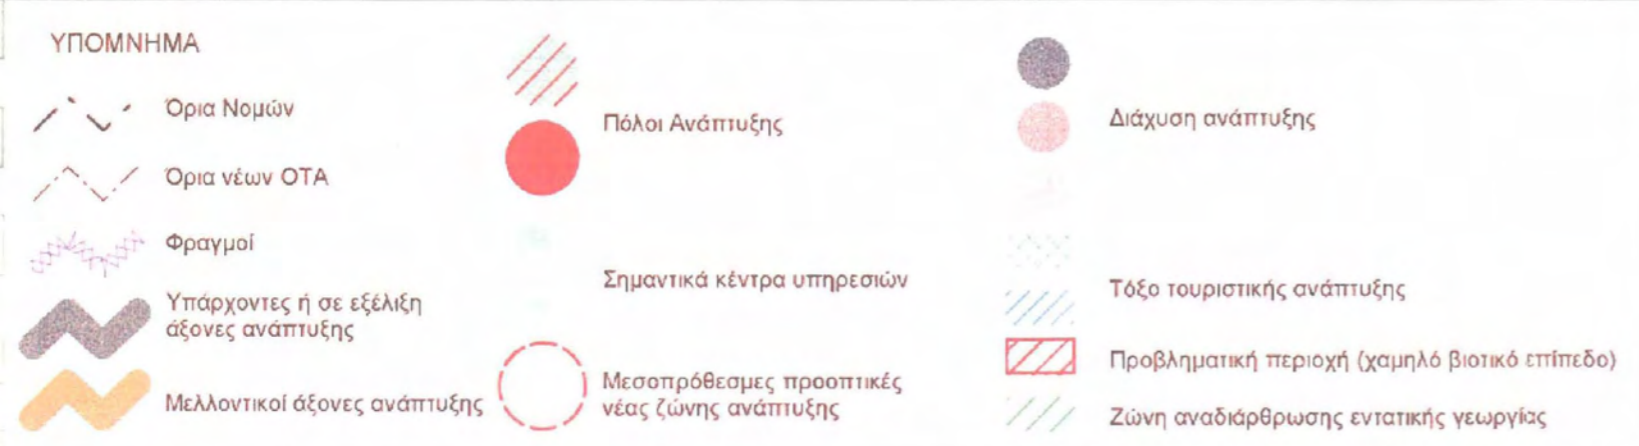 ΥΠΟΜΝΗΜΑ
Όρια Νομών
Όρια νέων ΟΤΑ
Φραγμοί
Υπάρχοντες ή σε εξέλιξη
άξονες ανάπτυξης
Μελλοντικοί άξονες ανάπτυξης
Πόλοι Ανάπτυξης
Σημαντικά κέντρα υπηρεσιών
Μεσοπρόθεσμες προοπτικές
νέας ζώνης ανάπτυξης
Διάχυση ανάπτυξης
Τόξο τουριστικής ανάπτυξης
Προβληματική περιοχή (χαμηλό βιοτικό επίπεδο)
Ζώνη αναδιάρθρωσης εντατικής γεωργίας